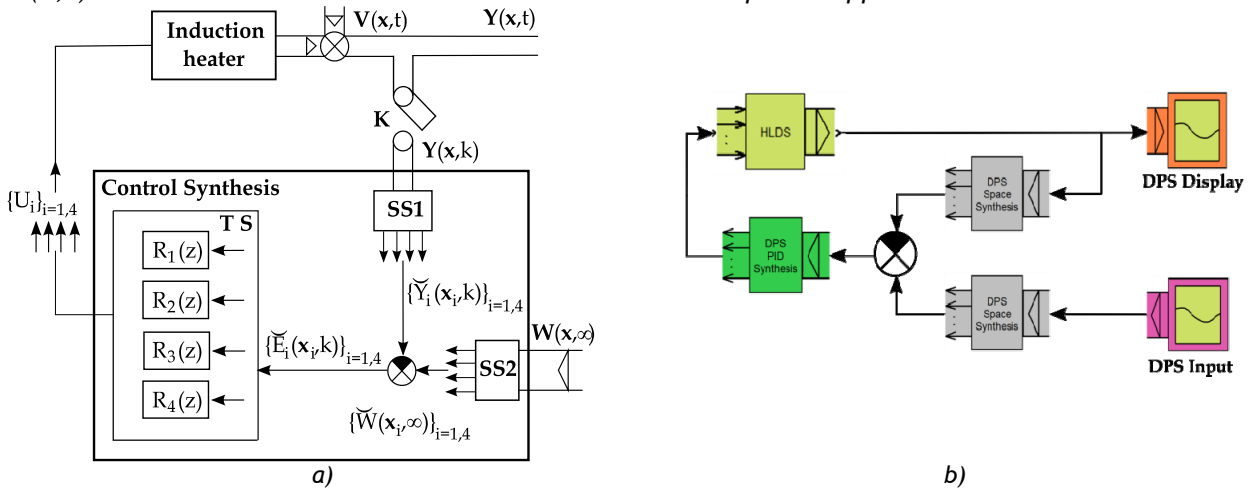 Induction
heater
V(x,t)
Y(x,t)
K
Y(x,k)
Control Synthesis
{Uᵢ}ᵢ₌₁,₄
T S
SS1
R₁(z)
R₂(z)
R₃(z)
R₄(z)
{Y̆ᵢ(xᵢ,k)}ᵢ₌₁,₄
{Ĕᵢ(xᵢ,k)}ᵢ₌₁,₄
W(x,∞)
SS2
{W̆(xᵢ,∞)}ᵢ₌₁,₄
a)
HLDS
DPS
Space
Synthesis
DPS Display
DPS
PID
Synthesis
DPS
Space
Synthesis
DPS Input
b)